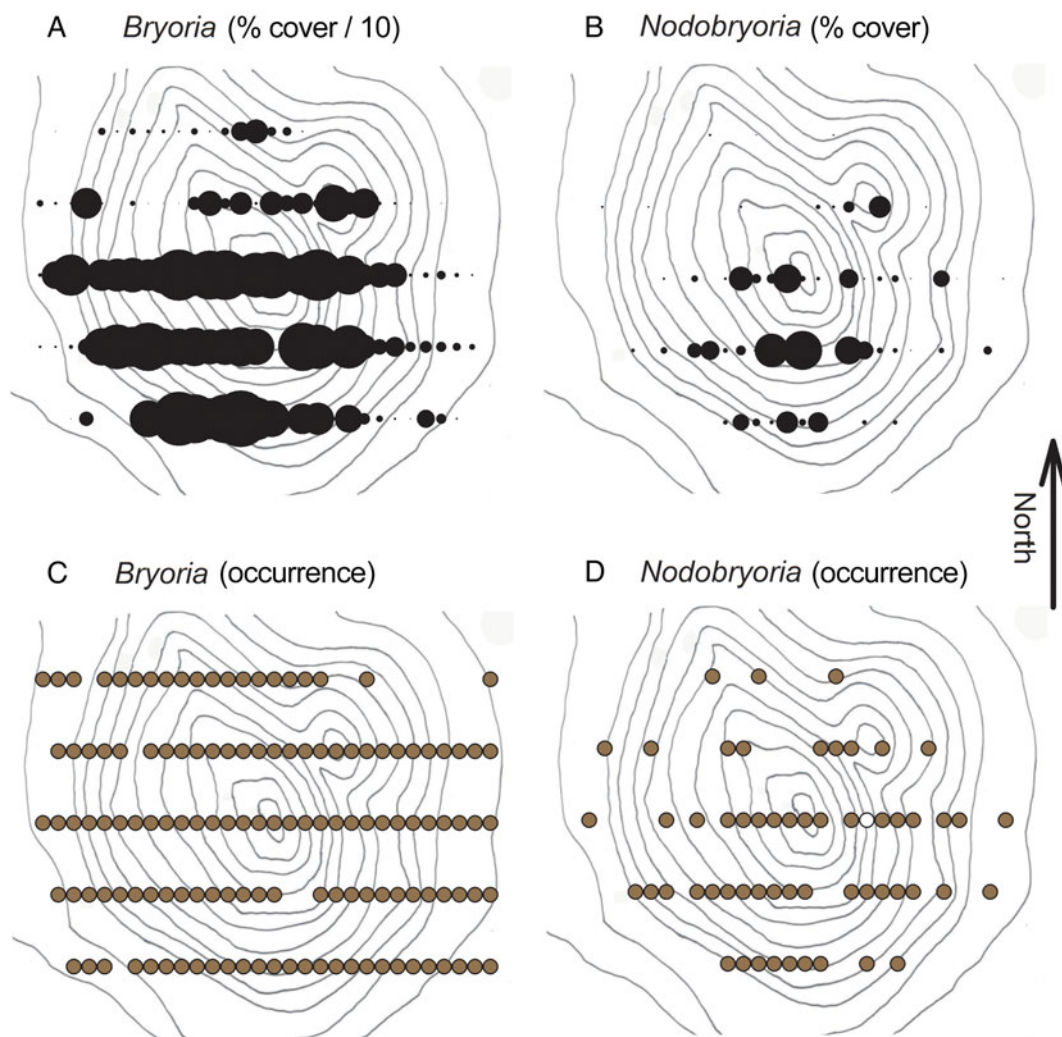 A Bryoria (% cover / 10)
B Nodobryoria (% cover)
North
C Bryoria (occurrence)
D Nodobryoria (occurrence)